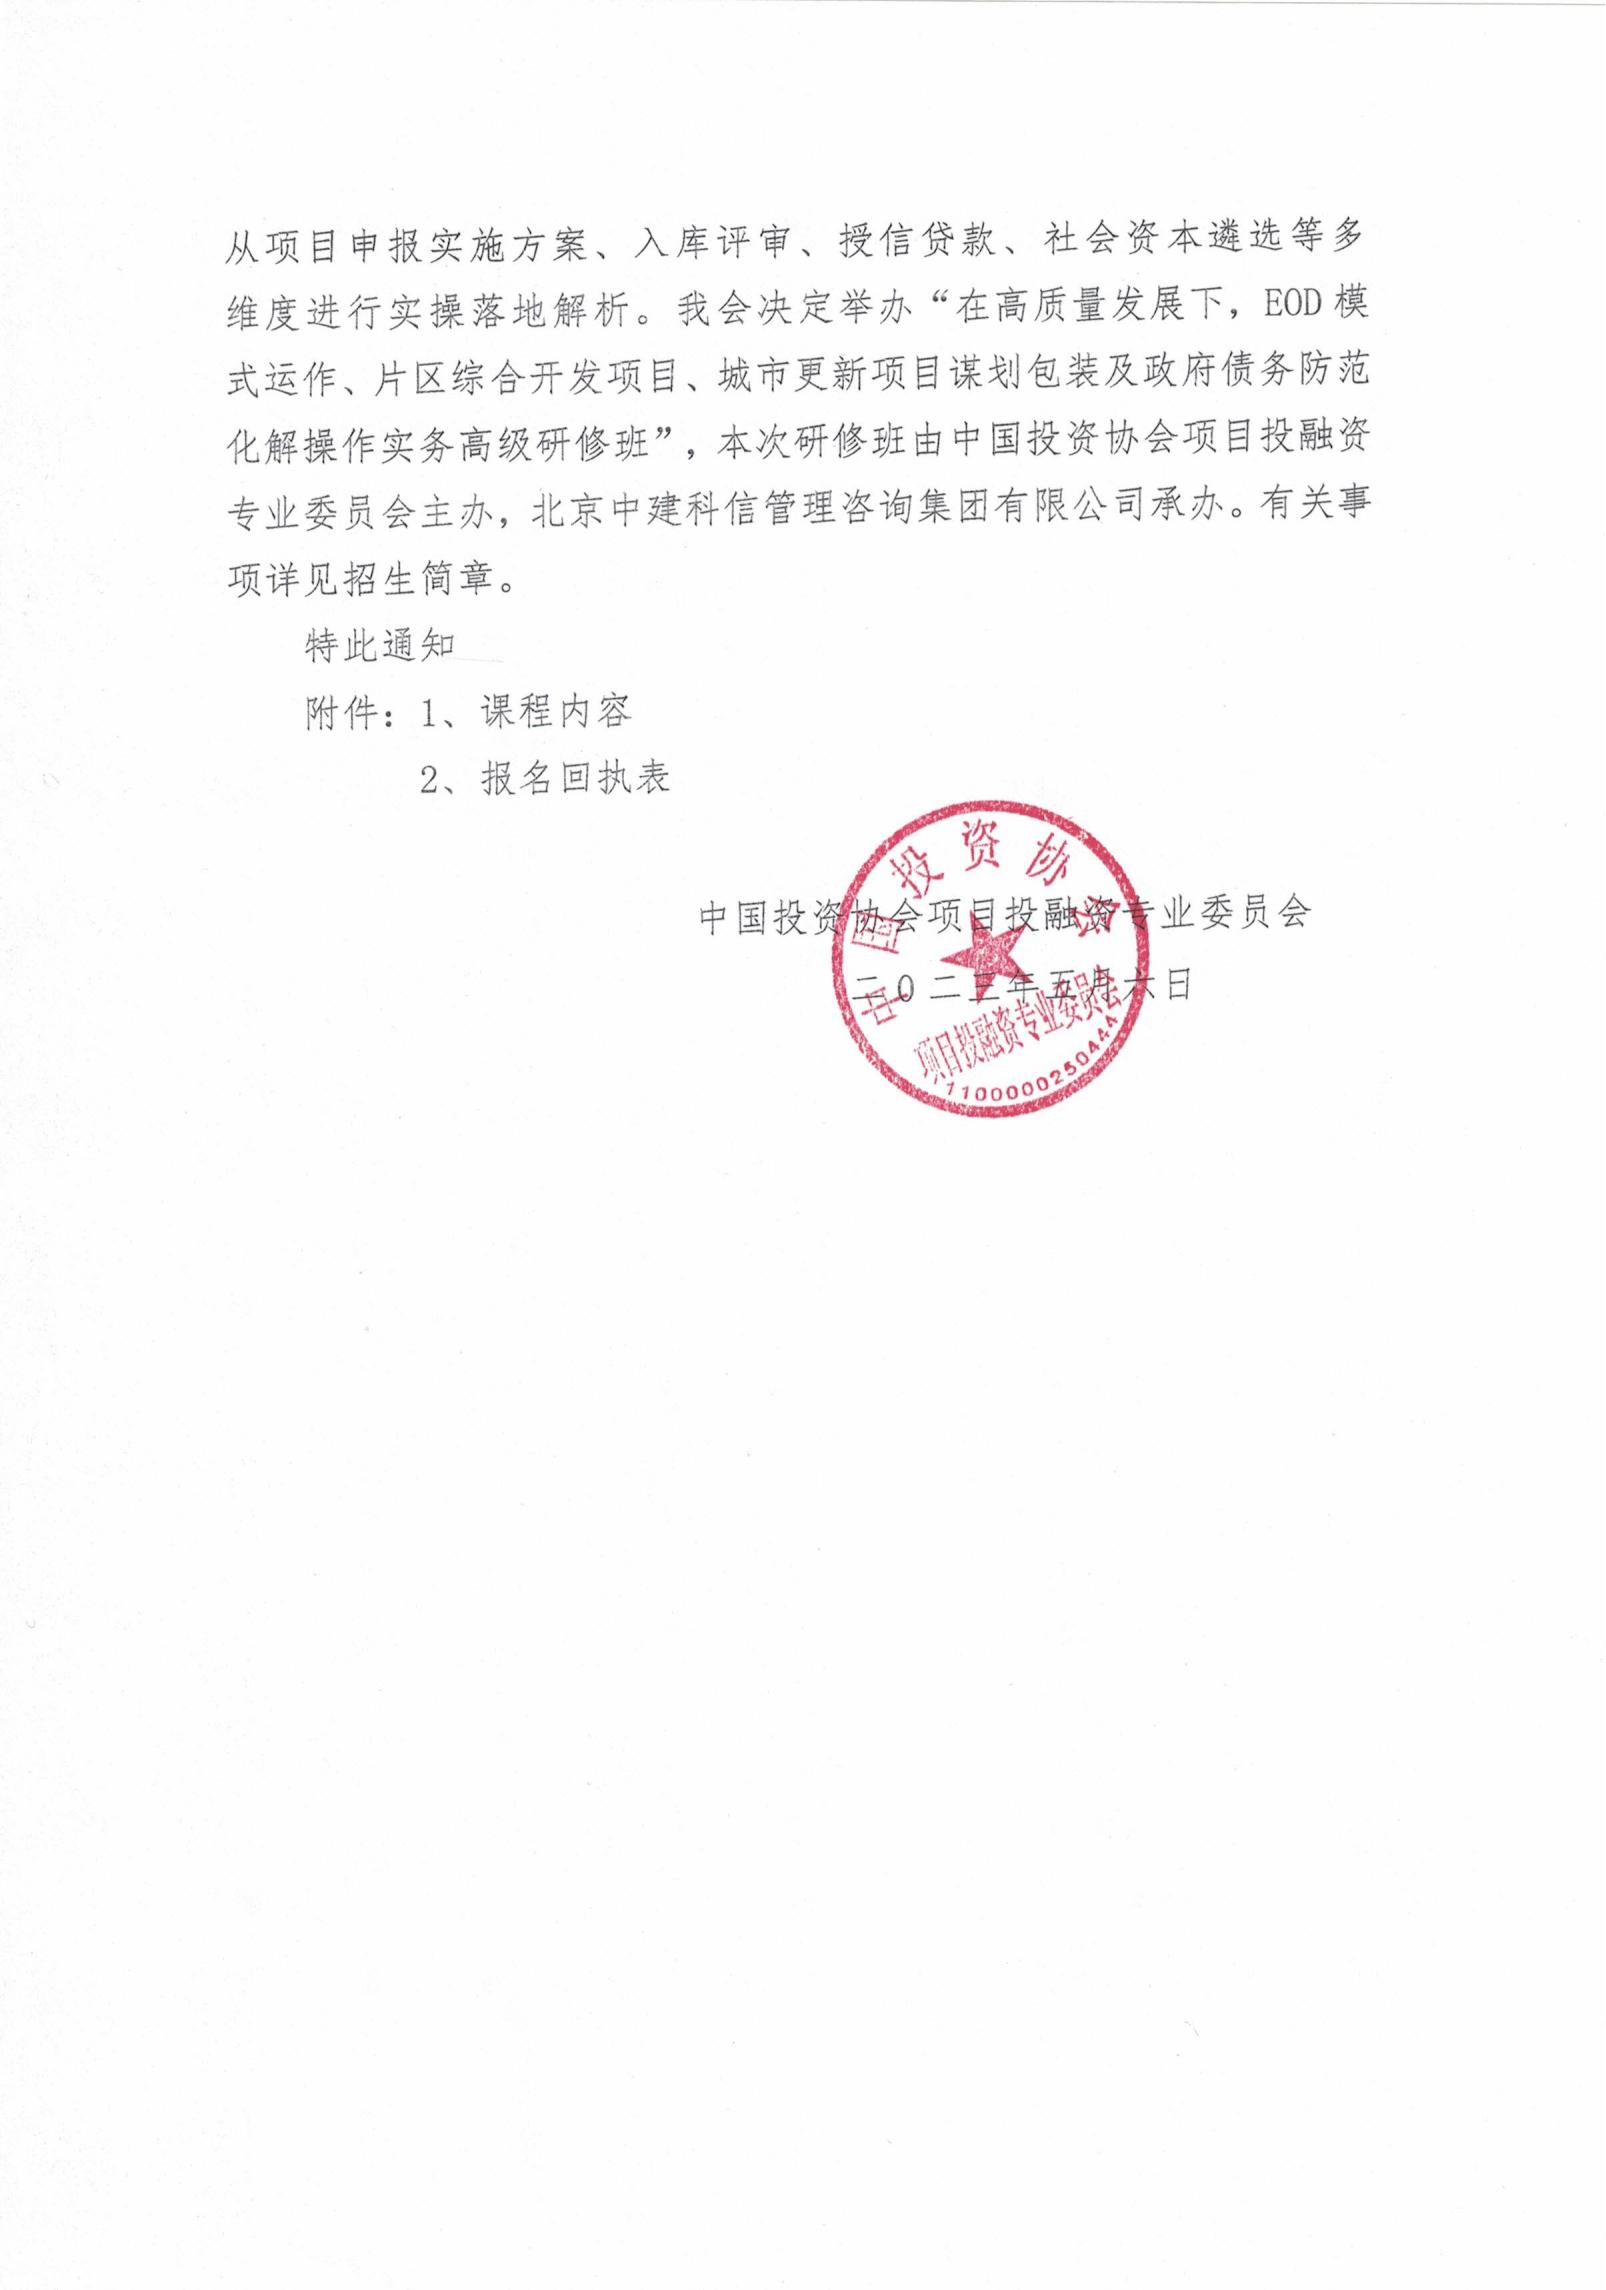 从项目申报实施方案、入库评审、授信贷款、社会资本遴选等多
维度进行实操落地解析。我会决定举办“在高质量发展下，EOD 模
式运作、片区综合开发项目、城市更新项目谋划包装及政府债务防范
化解操作实务高级研修班”，本次研修班由中国投资协会项目投融资
专业委员会主办，北京中建科信管理咨询集团有限公司承办。有关事
项详见招生简章。
特此通知
附件：1、课程内容
2、报名回执表
中国投资协会项目投融资专业委员会
二0二三年五月六日
中国投资协会
项目投融资专业委员会
1100000250444